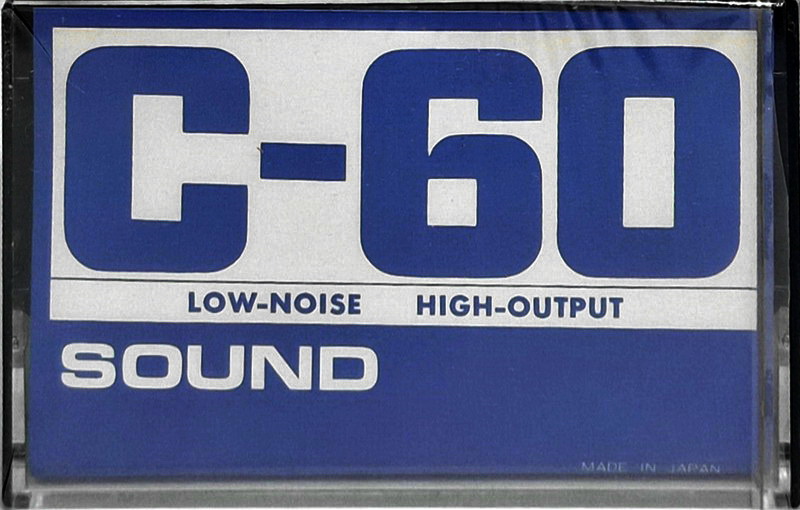 C-60
LOW-NOISE HIGH-OUTPUT
SOUND
MADE IN JAPAN